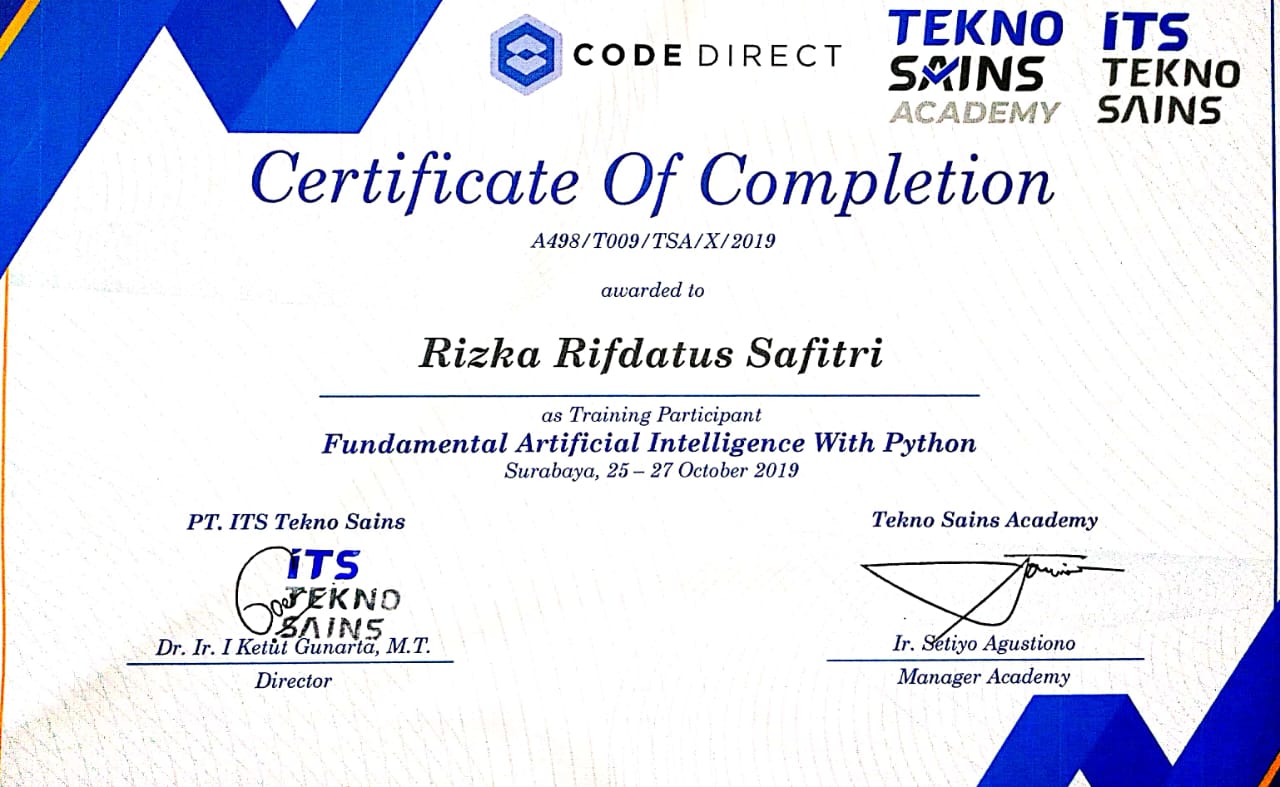 CODE DIRECT
TEKNO
SAINS
ACADEMY
iTS
TEKNO
SAINS
Certificate Of Completion
A498/T009/TSA/X/2019
awarded to
Rizka Rifdatus Safitri
as Training Participant
Fundamental Artificial Intelligence With Python
Surabaya, 25 – 27 October 2019
PT. ITS Tekno Sains
iTS
TEKNO
SAINS
Dr. Ir. I Ketut Gunarta, M.T.
Director
Tekno Sains Academy
Ir. Setiyo Agustiono
Manager Academy